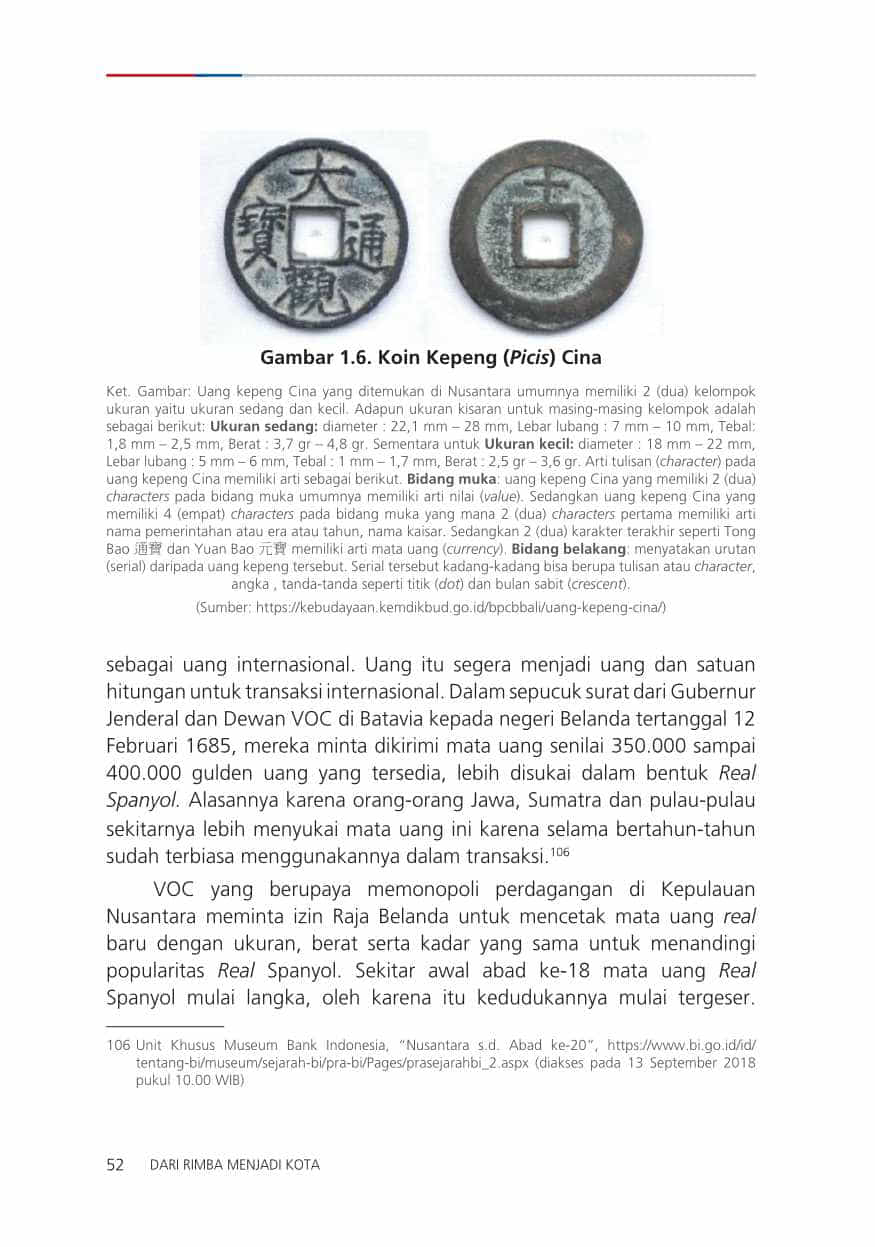 大
寶 通
觀
十
Gambar 1.6. Koin Kepeng (Picis) Cina
Ket. Gambar: Uang kepeng Cina yang ditemukan di Nusantara umumnya memiliki 2 (dua) kelompok
ukuran yaitu ukuran sedang dan kecil. Adapun ukuran kisaran untuk masing-masing kelompok adalah
sebagai berikut: Ukuran sedang: diameter : 22,1 mm – 28 mm, Lebar lubang : 7 mm – 10 mm, Tebal:
1,8 mm – 2,5 mm, Berat : 3,7 gr – 4,8 gr. Sementara untuk Ukuran kecil: diameter : 18 mm – 22 mm,
Lebar lubang : 5 mm – 6 mm, Tebal : 1 mm – 1,7 mm, Berat : 2,5 gr – 3,6 gr. Arti tulisan (character) pada
uang kepeng Cina memiliki arti sebagai berikut. Bidang muka: uang kepeng Cina yang memiliki 2 (dua)
characters pada bidang muka umumnya memiliki arti nilai (value). Sedangkan uang kepeng Cina yang
memiliki 4 (empat) characters pada bidang muka yang mana 2 (dua) characters pertama memiliki arti
nama pemerintahan atau era atau tahun, nama kaisar. Sedangkan 2 (dua) karakter terakhir seperti Tong
Bao 通寶 dan Yuan Bao 元寶 memiliki arti mata uang (currency). Bidang belakang: menyatakan urutan
(serial) daripada uang kepeng tersebut. Serial tersebut kadang-kadang bisa berupa tulisan atau character,
angka , tanda-tanda seperti titik (dot) dan bulan sabit (crescent).
(Sumber: https://kebudayaan.kemdikbud.go.id/bpcbbali/uang-kepeng-cina/)
sebagai uang internasional. Uang itu segera menjadi uang dan satuan
hitungan untuk transaksi internasional. Dalam sepucuk surat dari Gubernur
Jenderal dan Dewan VOC di Batavia kepada negeri Belanda tertanggal 12
Februari 1685, mereka minta dikirimi mata uang senilai 350.000 sampai
400.000 gulden uang yang tersedia, lebih disukai dalam bentuk Real
Spanyol. Alasannya karena orang-orang Jawa, Sumatra dan pulau-pulau
sekitarnya lebih menyukai mata uang ini karena selama bertahun-tahun
sudah terbiasa menggunakannya dalam transaksi.106
VOC yang berupaya memonopoli perdagangan di Kepulauan
Nusantara meminta izin Raja Belanda untuk mencetak mata uang real
baru dengan ukuran, berat serta kadar yang sama untuk menandingi
popularitas Real Spanyol. Sekitar awal abad ke-18 mata uang Real
Spanyol mulai langka, oleh karena itu kedudukannya mulai tergeser.
106 Unit Khusus Museum Bank Indonesia, “Nusantara s.d. Abad ke-20”, https://www.bi.go.id/id/
tentang-bi/museum/sejarah-bi/pra-bi/Pages/prasejarahbi_2.aspx (diakses pada 13 September 2018
pukul 10.00 WIB)
52 DARI RIMBA MENJADI KOTA